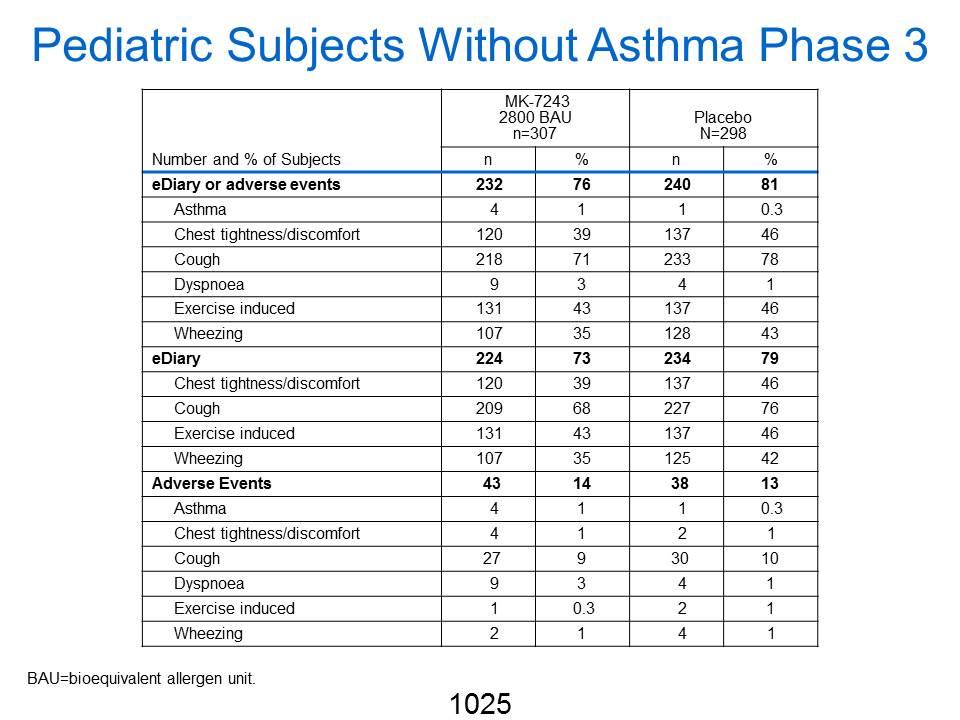 Pediatric Subjects Without Asthma Phase 3
MK-7243
2800 BAU
n=307
Placebo
N=298
Number and % of Subjects n % n %
eDiary or adverse events 232 76 240 81
Asthma 4 1 1 0.3
Chest tightness/discomfort 120 39 137 46
Cough 218 71 233 78
Dyspnoea 9 3 4 1
Exercise induced 131 43 137 46
Wheezing 107 35 128 43
eDiary 224 73 234 79
Chest tightness/discomfort 120 39 137 46
Cough 209 68 227 76
Exercise induced 131 43 137 46
Wheezing 107 35 125 42
Adverse Events 43 14 38 13
Asthma 4 1 1 0.3
Chest tightness/discomfort 4 1 2 1
Cough 27 9 30 10
Dyspnoea 9 3 4 1
Exercise induced 1 0.3 2 1
Wheezing 2 1 4 1
BAU=bioequivalent allergen unit.
1025